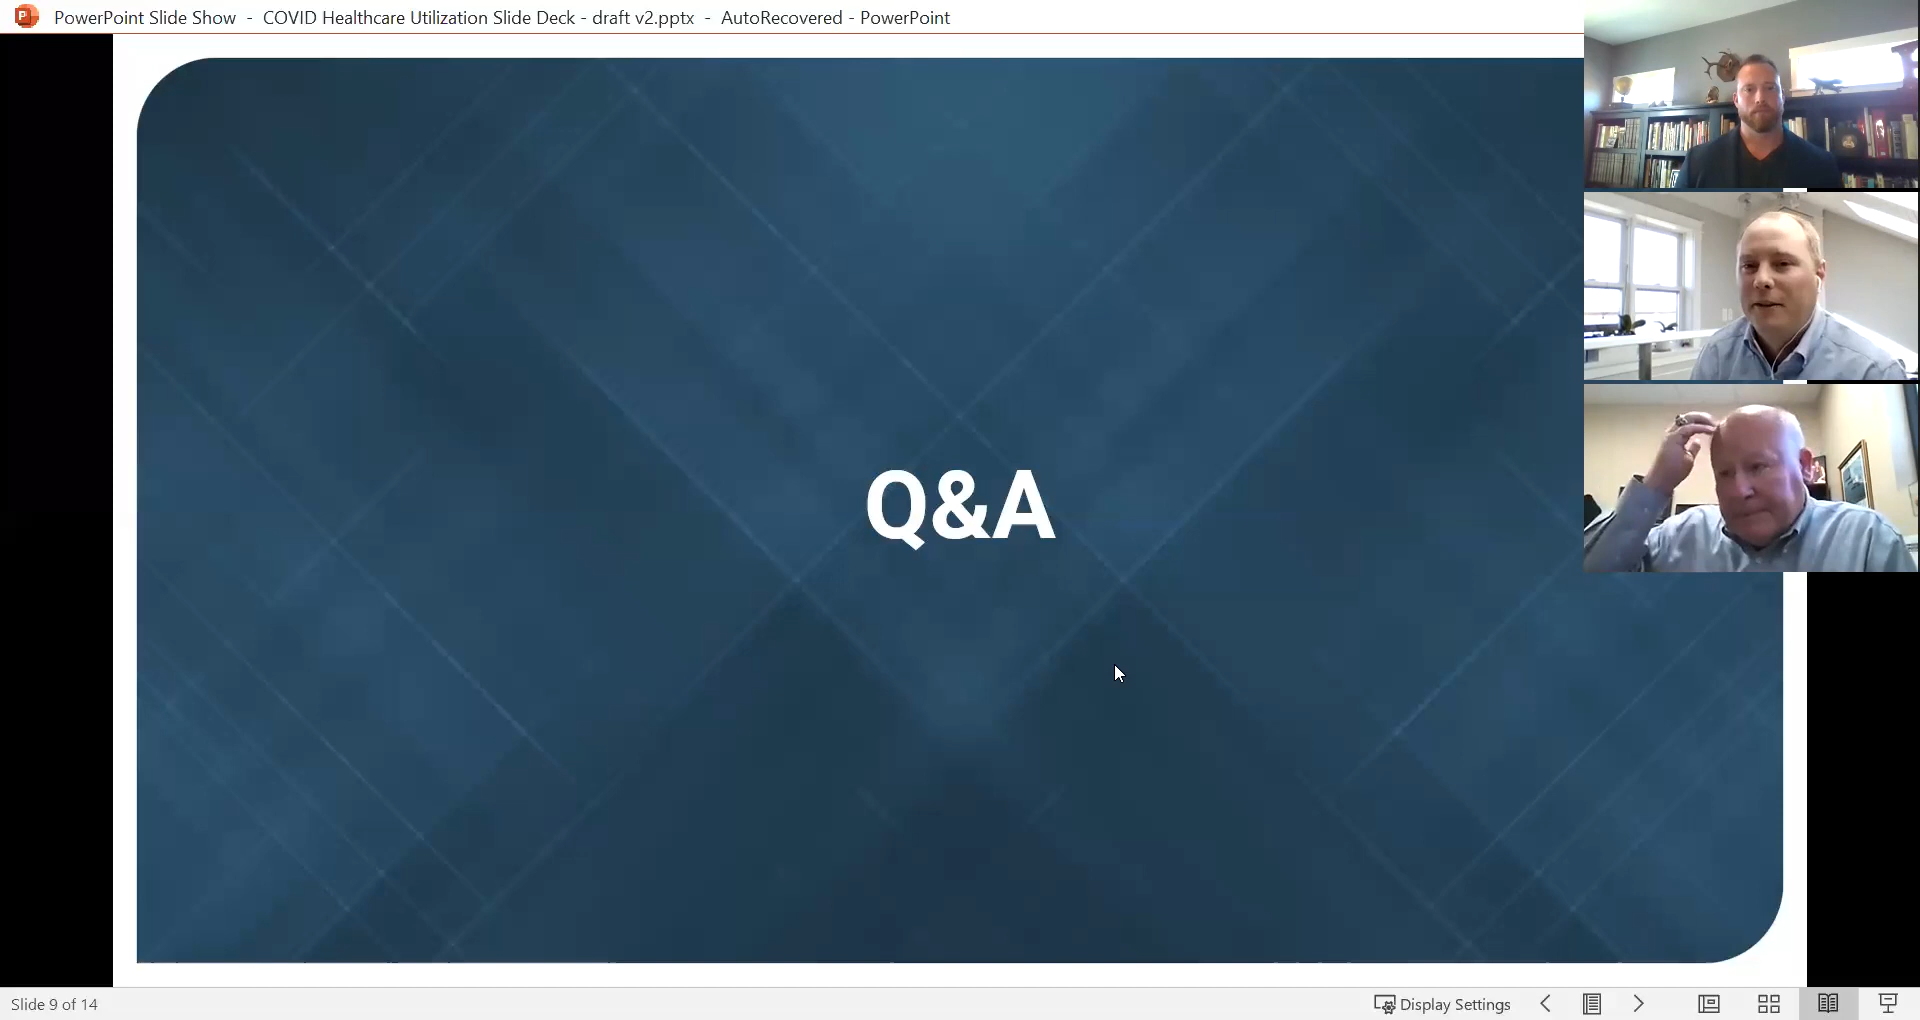 PowerPoint Slide Show - COVID Healthcare Utilization Slide Deck - draft v2.pptx - AutoRecovered - PowerPoint
Q&A
Slide 9 of 14
Display Settings